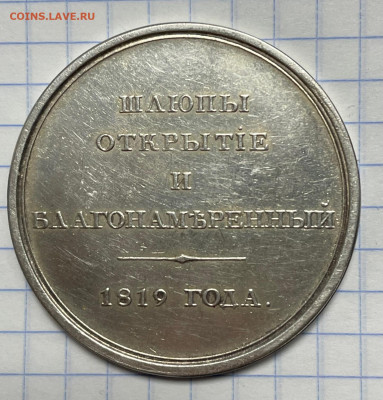 COINS.LAVE.RU
ШЛЮПЫ
ОТКРЫТІЕ
И
БЛАГОНАМѢРЕННЫЙ
1819 ГОДА.